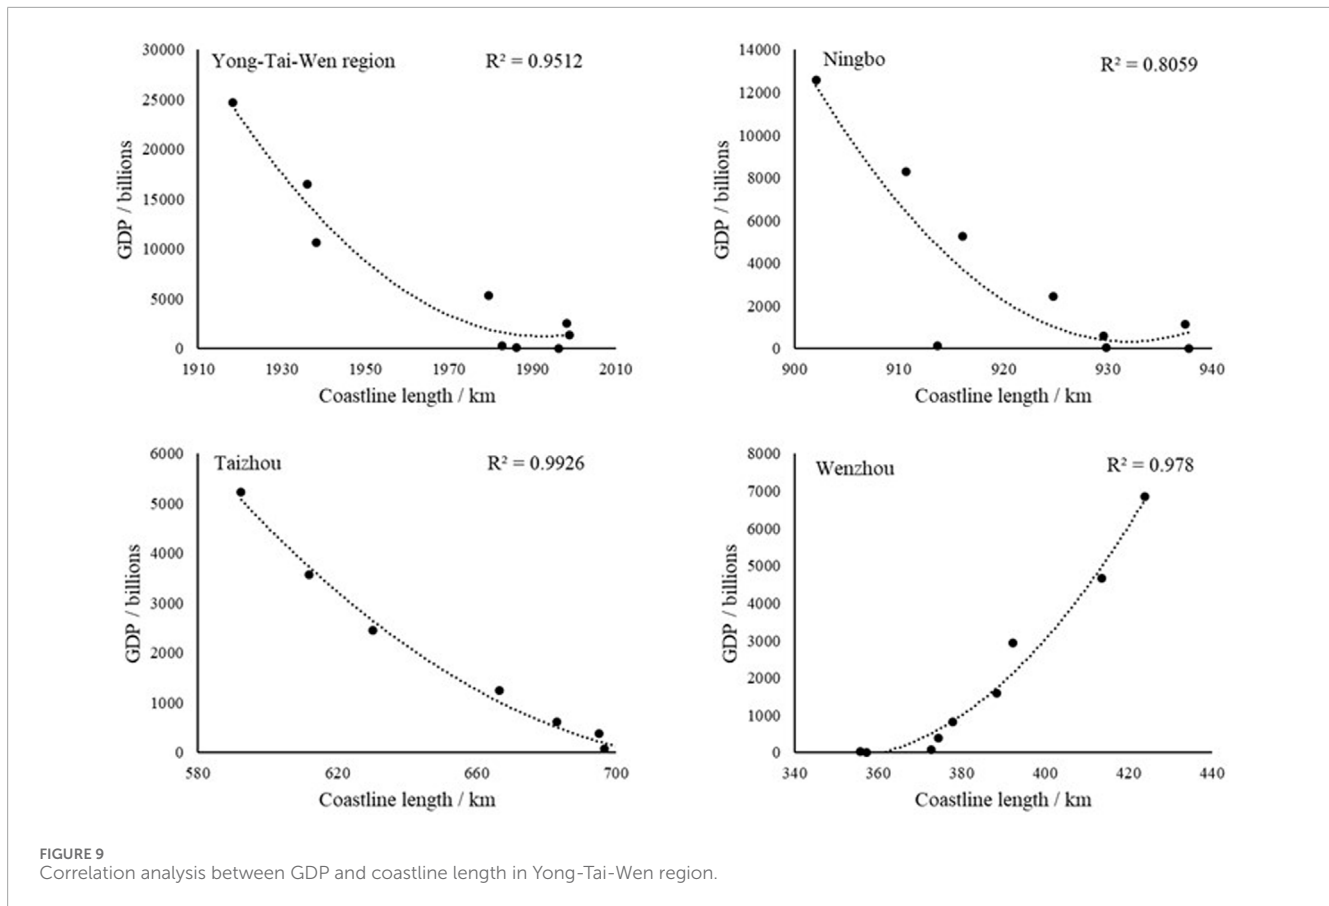 Yong-Tai-Wen region
R² = 0.9512
30000
25000
20000
15000
10000
5000
0
GDP / billions
1910 1930 1950 1970 1990 2010
Coastline length / km
Ningbo
R² = 0.8059
14000
12000
10000
8000
6000
4000
2000
0
GDP / billions
900 910 920 930 940
Coastline length / km
Taizhou
R² = 0.9926
6000
5000
4000
3000
2000
1000
0
GDP / billions
580 620 660 700
Coastline length / km
Wenzhou
R² = 0.978
8000
7000
6000
5000
4000
3000
2000
1000
0
GDP / billions
340 360 380 400 420 440
Coastline length / km
FIGURE 9
Correlation analysis between GDP and coastline length in Yong-Tai-Wen region.